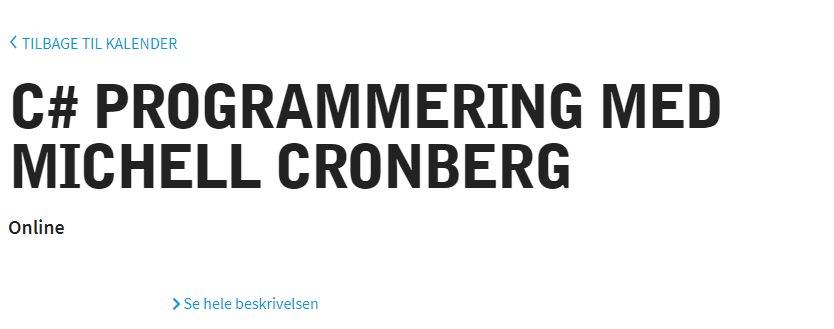 TILBAGE TIL KALENDER
C# PROGRAMMERING MED
MICHELL CRONBERG
Online
Se hele beskrivelsen